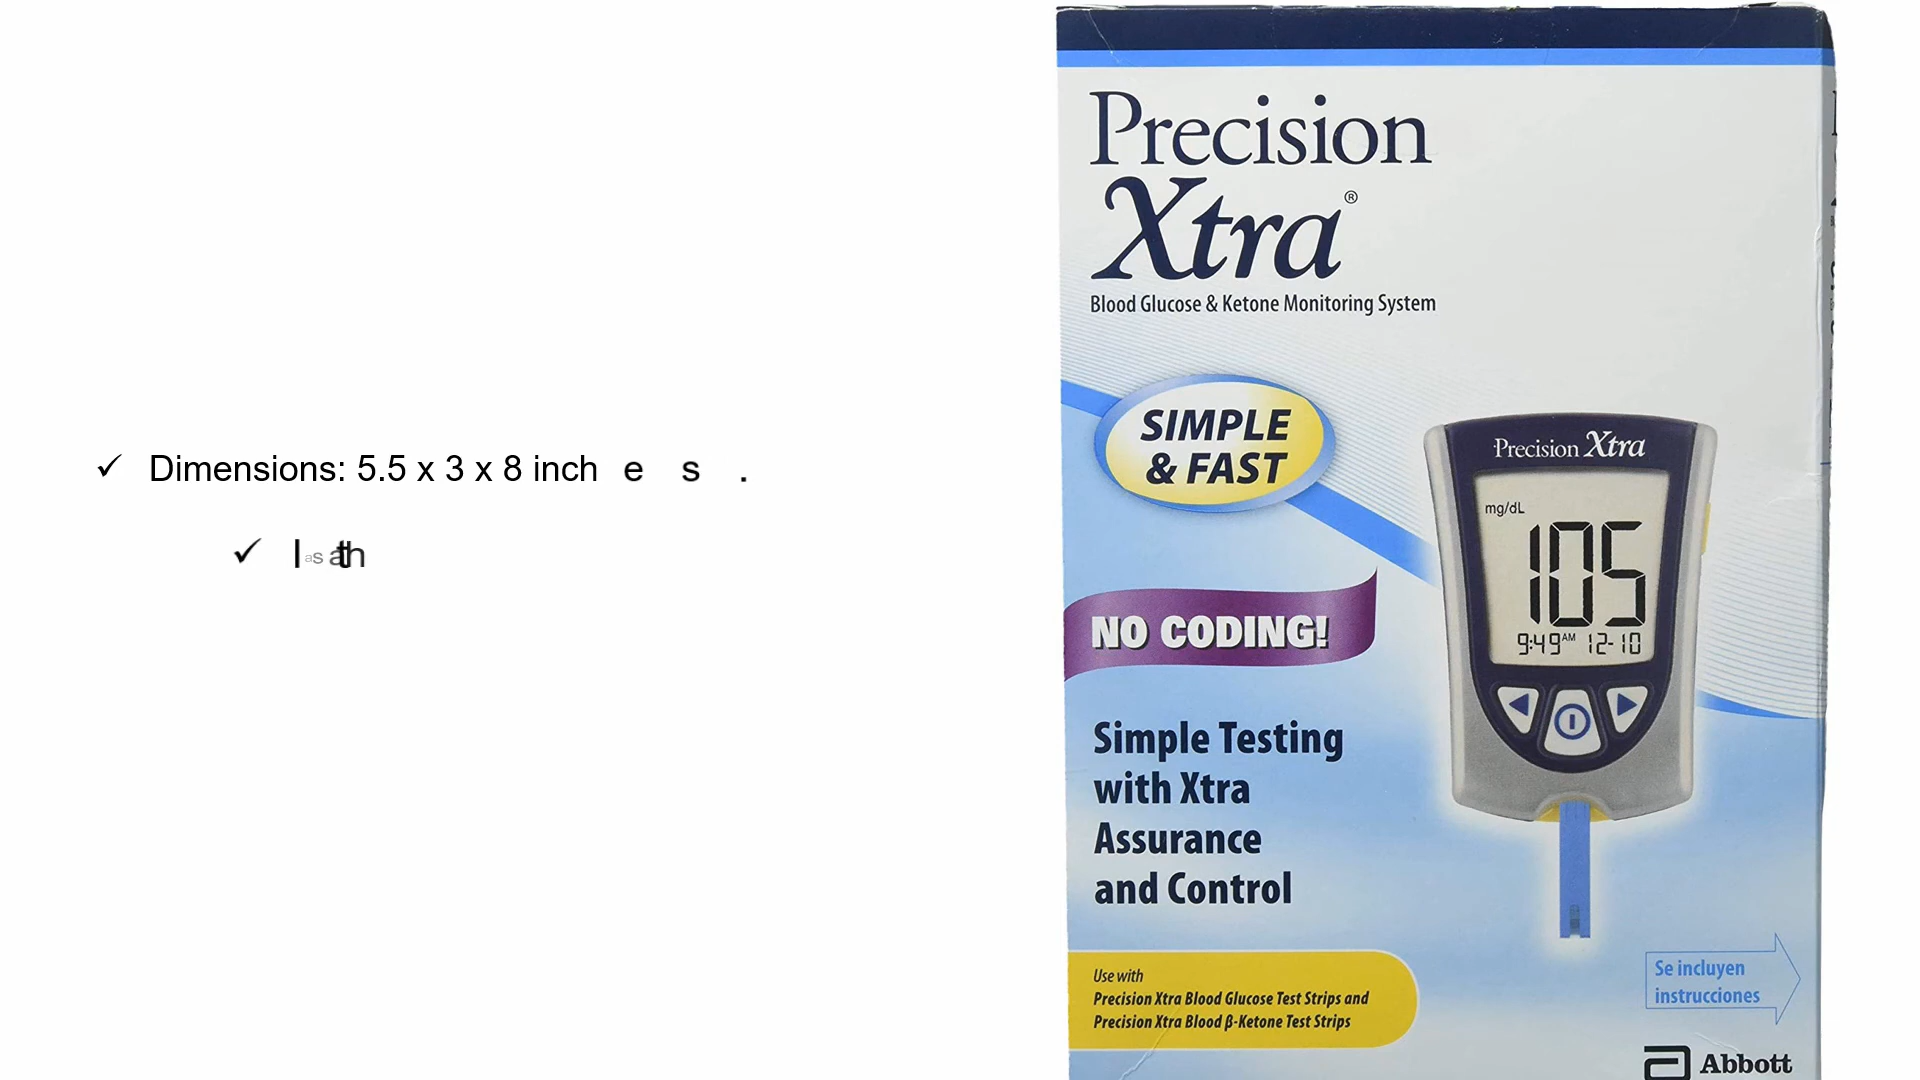 Dimensions: 5.5 x 3 x 8 inches.
Precision
Xtra®
Blood Glucose & Ketone Monitoring System
SIMPLE
& FAST
Precision Xtra
mg/dL
105
9:49AM 12-10
NO CODING!
Simple Testing
with Xtra
Assurance
and Control
Use with
Precision Xtra Blood Glucose Test Strips and
Precision Xtra Blood β-Ketone Test Strips
Se incluyen
instrucciones
Abbott